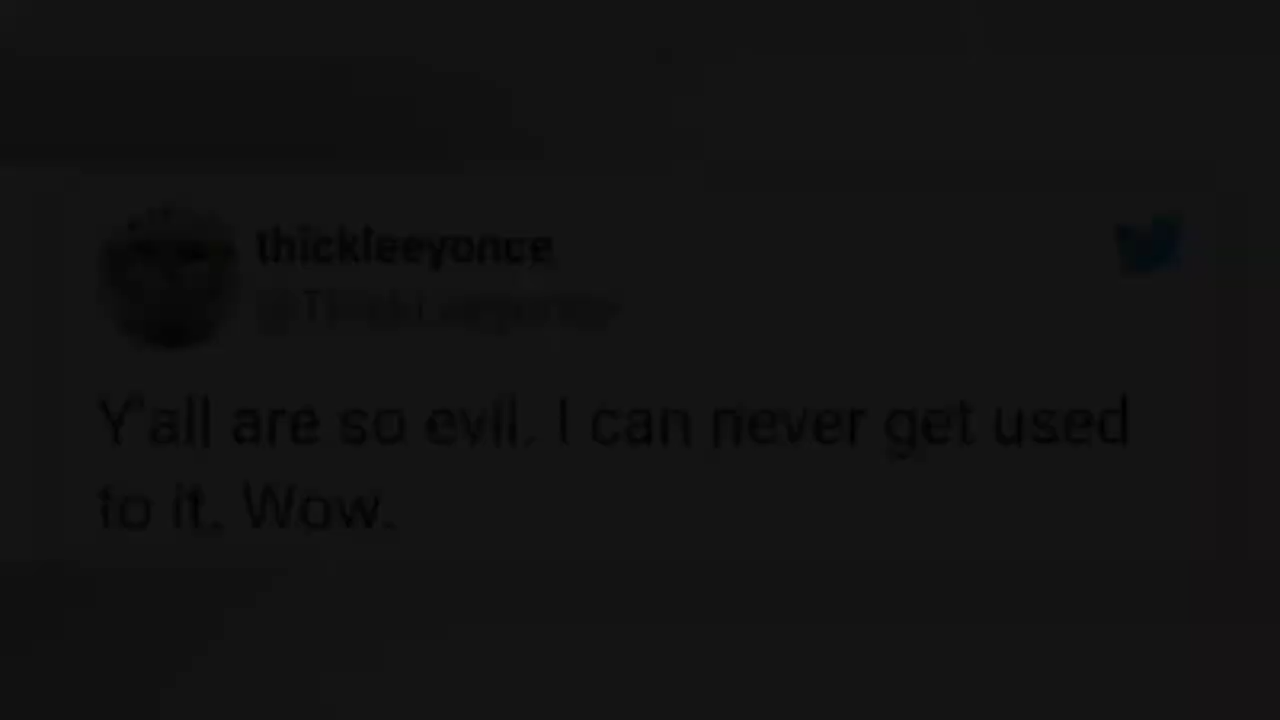 thickleeyonce
Y'all are so evil. I can never get used
to it. Wow.